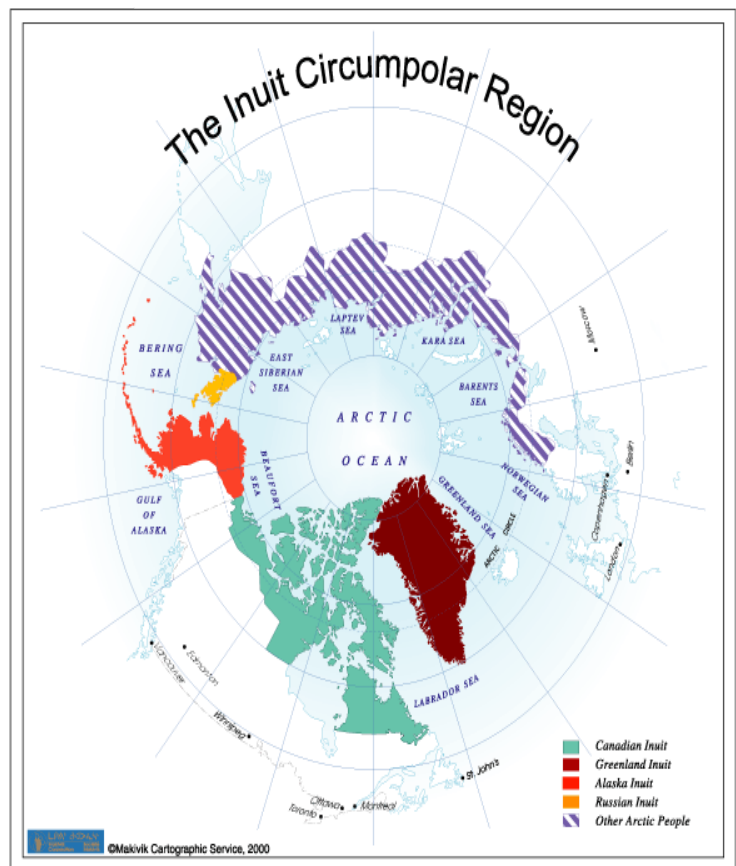 The Inuit Circumpolar Region
Moscow
LAPTEV
SEA
KARA SEA
BERING
SEA
EAST
SIBERIAN
SEA
BARENTS
SEA
ARCTIC
OCEAN
BEAUFORT
SEA
GREENLAND SEA
NORWEGIAN
SEA
Berlin
Copenhagen
London
ARCTIC CIRCLE
GULF
OF
ALASKA
Vancouver
Edmonton
Winnipeg
LABRADOR SEA
St. John's
Ottawa
Montreal
Toronto
Canadian Inuit
Greenland Inuit
Alaska Inuit
Russian Inuit
Other Arctic People
©Makivik Cartographic Service, 2000